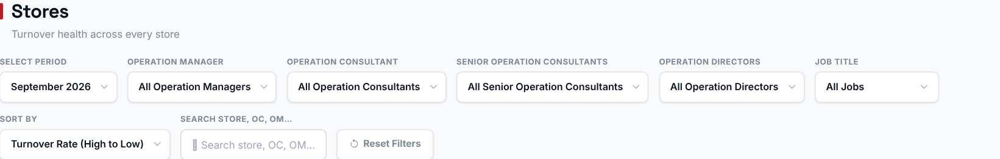 Stores
Turnover health across every store
SELECT PERIOD
OPERATION MANAGER
OPERATION CONSULTANT
SENIOR OPERATION CONSULTANTS
OPERATION DIRECTORS
JOB TITLE
September 2026
All Operation Managers
All Operation Consultants
All Senior Operation Consultants
All Operation Directors
All Jobs
SORT BY
SEARCH STORE, OC, OM...
Turnover Rate (High to Low)
Search store, OC, OM...
Reset Filters